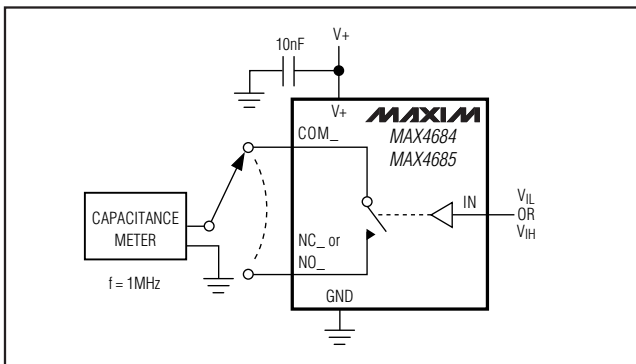 10nF
V+
V+
MAXIM
COM_
MAX4684
MAX4685
IN
VIL
OR
VIH
CAPACITANCE
METER
NC_ or
NO_
f = 1MHz
GND